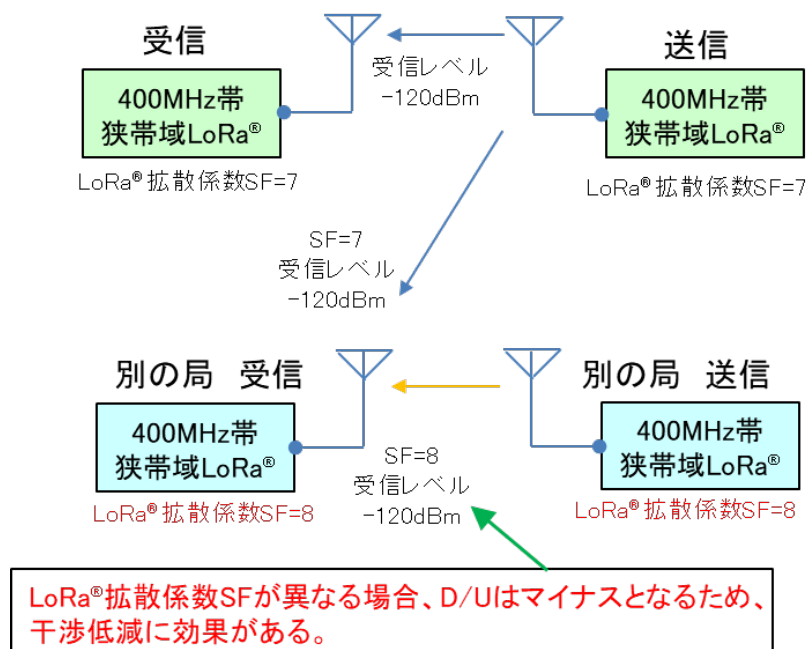 受信
送信
受信レベル
-120dBm
400MHz帯
狭帯域LoRa®
400MHz帯
狭帯域LoRa®
LoRa®拡散係数SF=7
LoRa®拡散係数SF=7
SF=7
受信レベル
-120dBm
別の局 受信
別の局 送信
400MHz帯
狭帯域LoRa®
400MHz帯
狭帯域LoRa®
SF=8
受信レベル
-120dBm
LoRa®拡散係数SF=8
LoRa®拡散係数SF=8
LoRa®拡散係数SFが異なる場合、D/Uはマイナスとなるため、
干渉低減に効果がある。